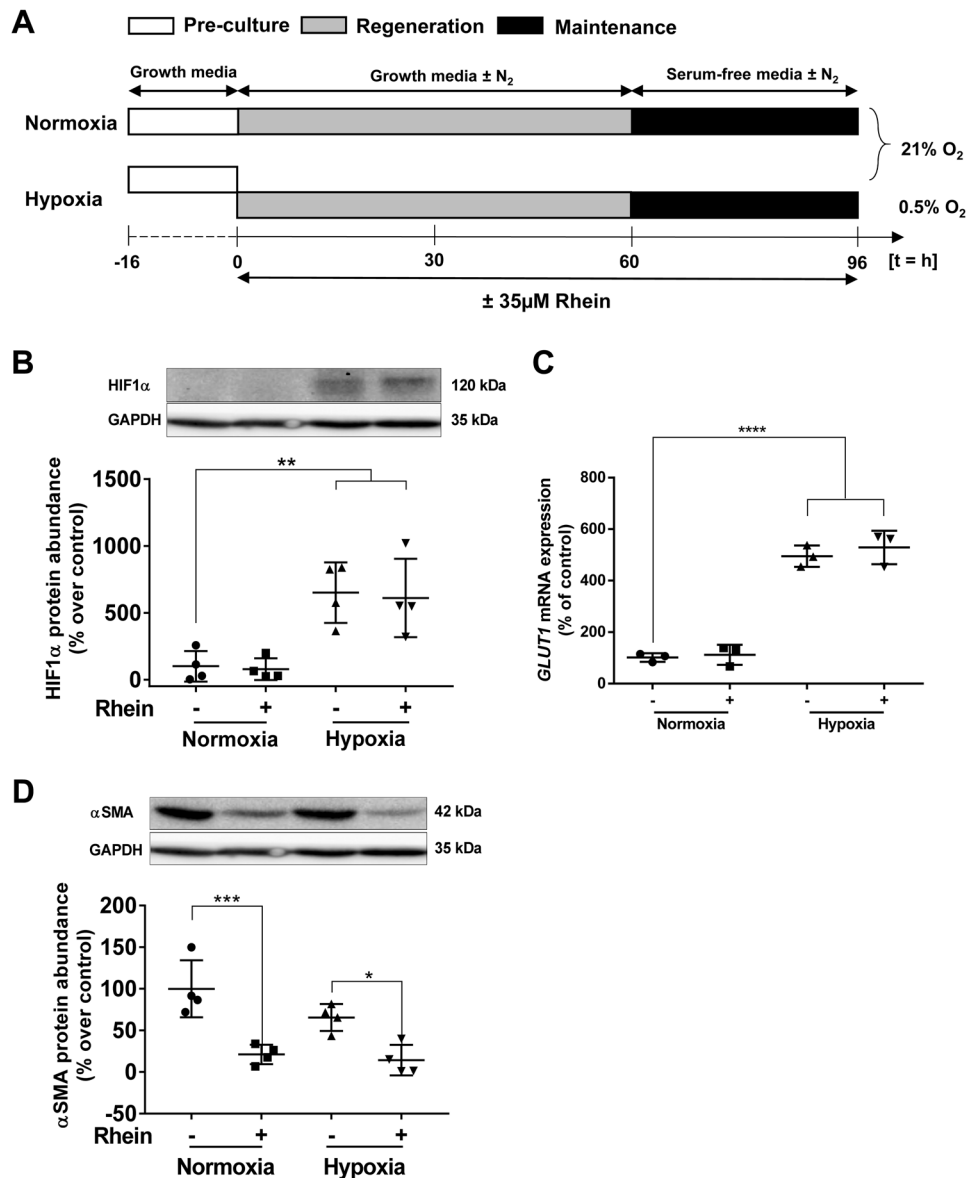 A
Pre-culture Regeneration Maintenance
Growth media Growth media ± N2 Serum-free media ± N2
Normoxia
21% O2
Hypoxia
0.5% O2
-16 0 30 60 96 [t = h]
± 35µM Rhein
B
HIF1α 120 kDa
GAPDH 35 kDa
HIF1α protein abundance
(% over control)
1500
1000
500
0
**
Rhein - + - +
Normoxia Hypoxia
C
GLUT1 mRNA expression
(% of control)
800
600
400
200
0
****
- + - +
Normoxia Hypoxia
D
αSMA 42 kDa
GAPDH 35 kDa
αSMA protein abundance
(% over control)
200
150
100
50
0
-50
***
*
Rhein - + - +
Normoxia Hypoxia